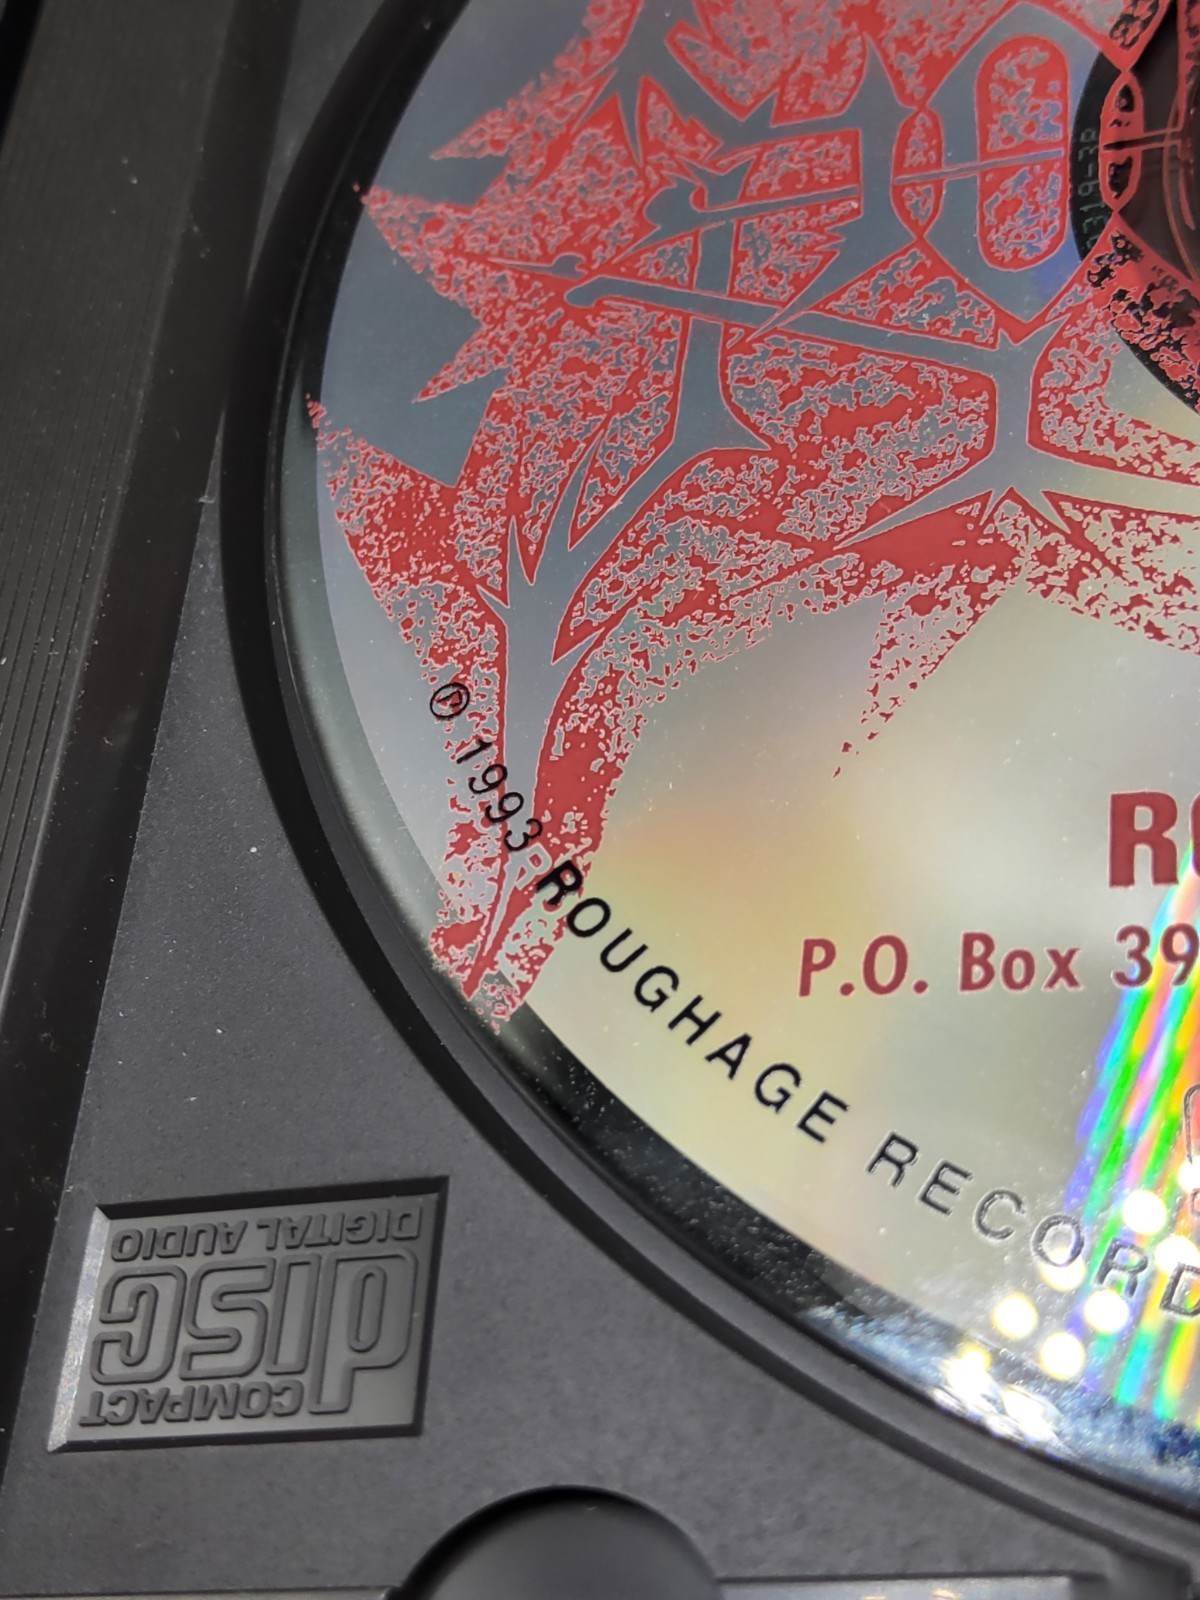 P.O. Box 39
℗ 1993 ROUGHAGE RECORD
COMPACT
disc
DIGITAL AUDIO